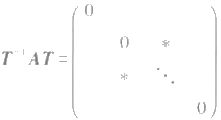 T⁻¹AT = ( 0
0 *
* ⋱
0 )